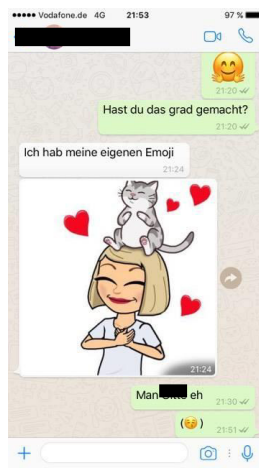 Vodafone.de 4G 21:53 97 %
21:20
Hast du das grad gemacht?
21:20
Ich hab meine eigenen Emoji
21:24
21:24
Man eh
21:30
( )
21:51